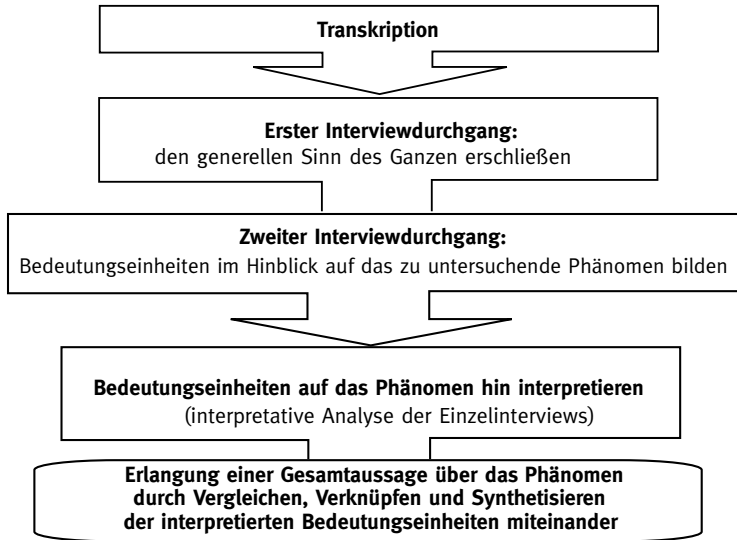 Transkription
Erster Interviewdurchgang:
den generellen Sinn des Ganzen erschließen
Zweiter Interviewdurchgang:
Bedeutungseinheiten im Hinblick auf das zu untersuchende Phänomen bilden
Bedeutungseinheiten auf das Phänomen hin interpretieren
(interpretative Analyse der Einzelinterviews)
Erlangung einer Gesamtaussage über das Phänomen
durch Vergleichen, Verknüpfen und Synthetisieren
der interpretierten Bedeutungseinheiten miteinander